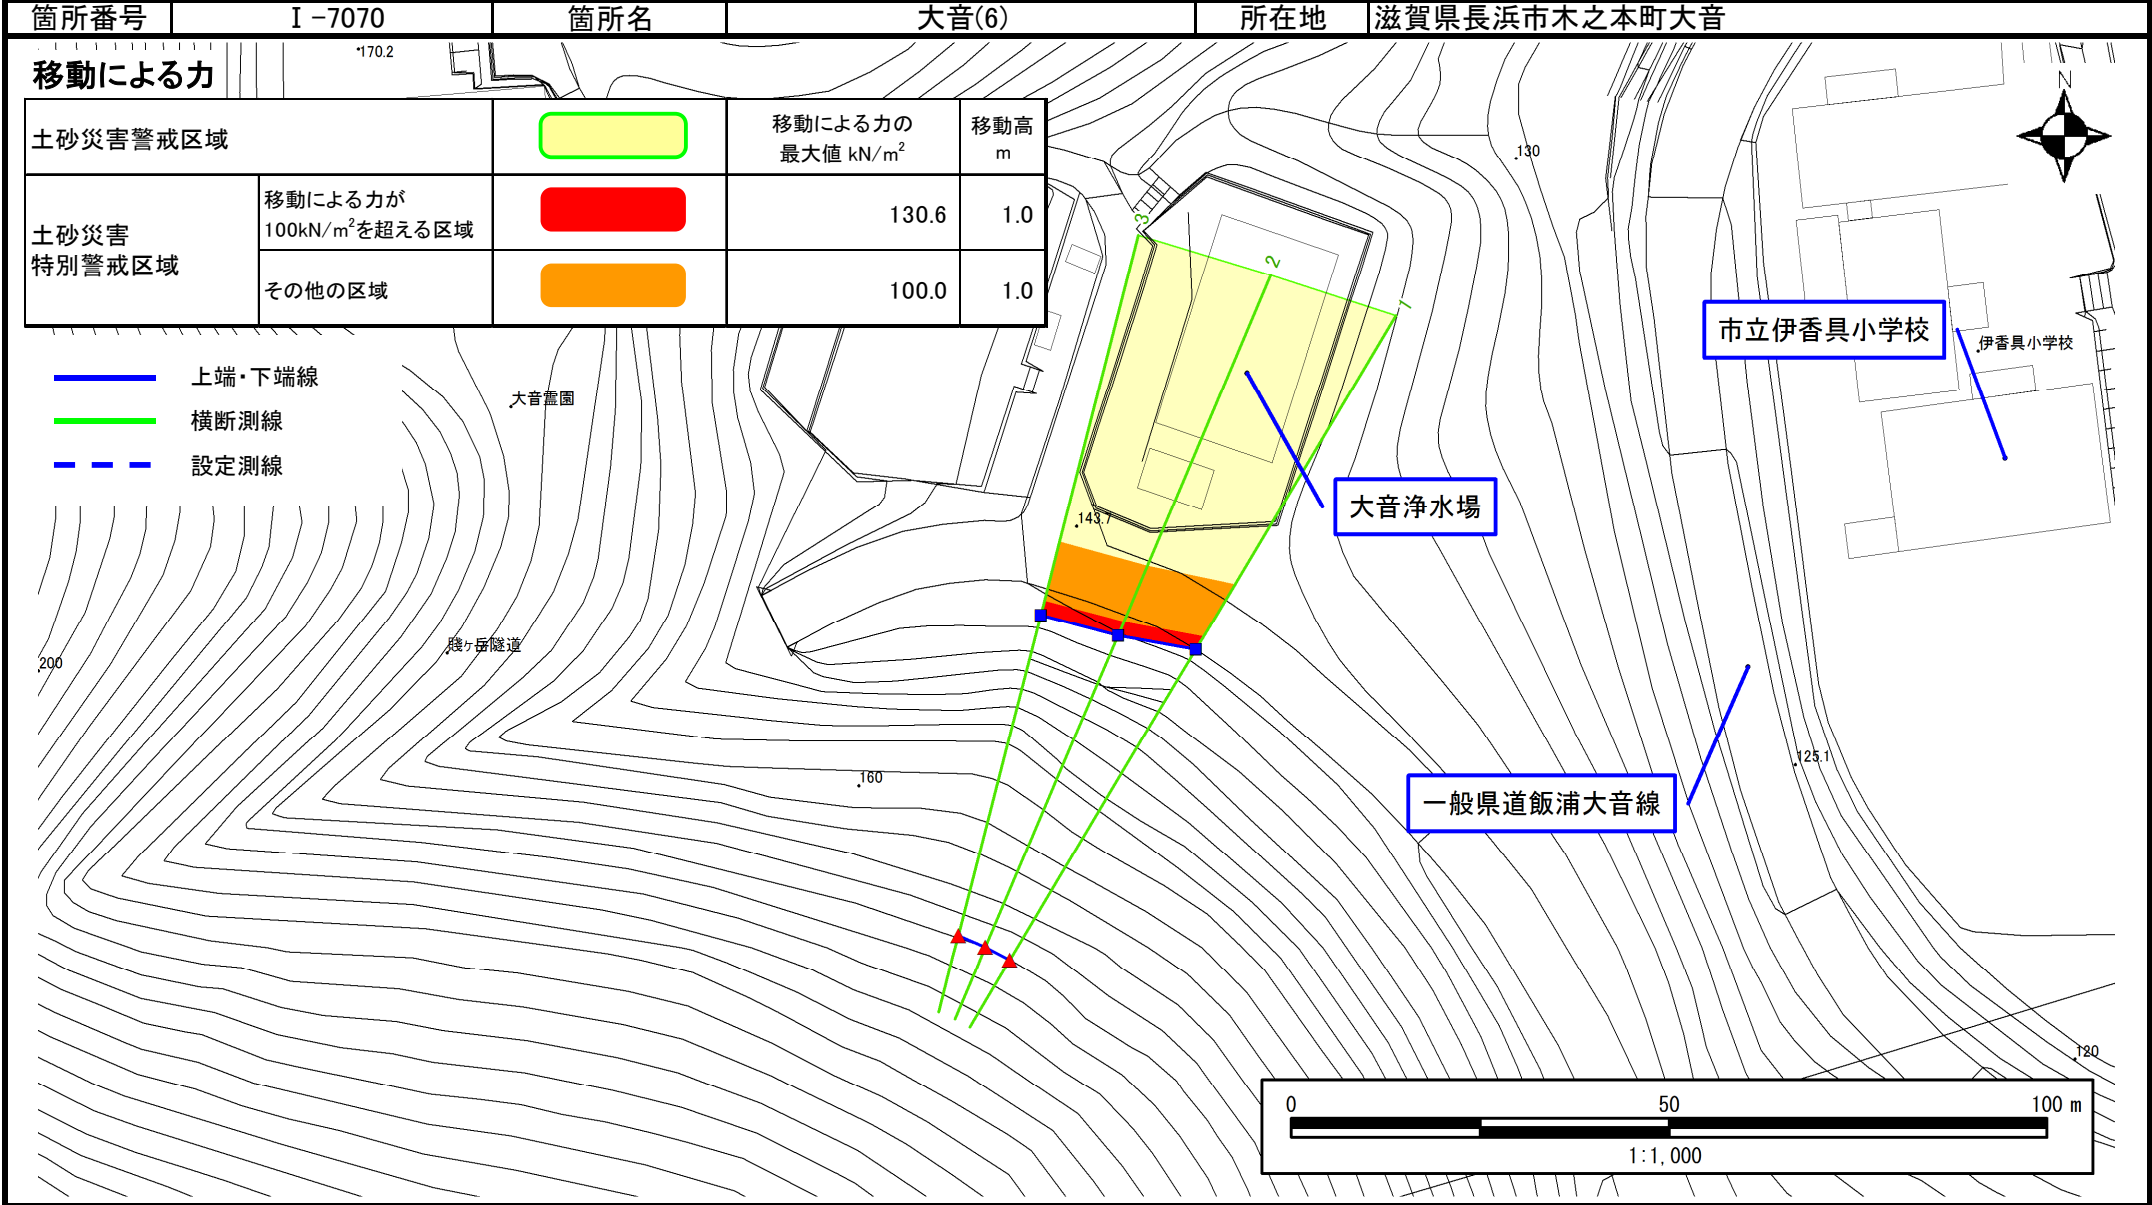 箇所番号 Ⅰ-7070 箇所名 大音(6) 所在地 滋賀県長浜市木之本町大音
170.2
移動による力
土砂災害警戒区域
移動による力の
最大値 kN/m²
移動高
m
土砂災害
特別警戒区域
移動による力が
100kN/m²を超える区域
130.6 1.0
その他の区域
100.0 1.0
上端・下端線
横断測線
設定測線
N
130
3
2
1
市立伊香具小学校
伊香具小学校
大音霊園
大音浄水場
143.7
賤ヶ岳隧道
200
160
125.1
一般県道飯浦大音線
120
0 50 100 m
1:1,000